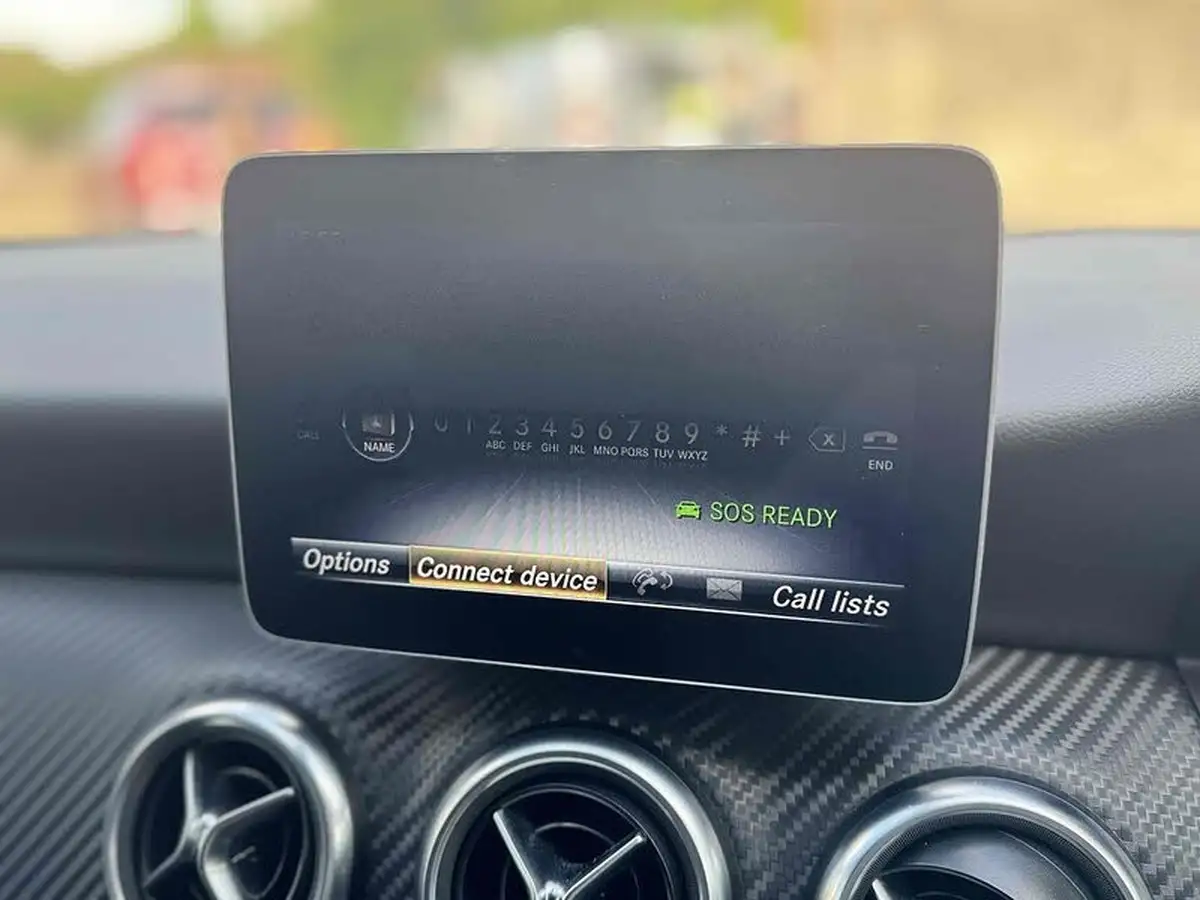 CALL NAME 0 1 2 3 4 5 6 7 8 9 * # + END
ABC DEF GHI JKL MNO PQRS TUV WXYZ
SOS READY
Options Connect device Call lists